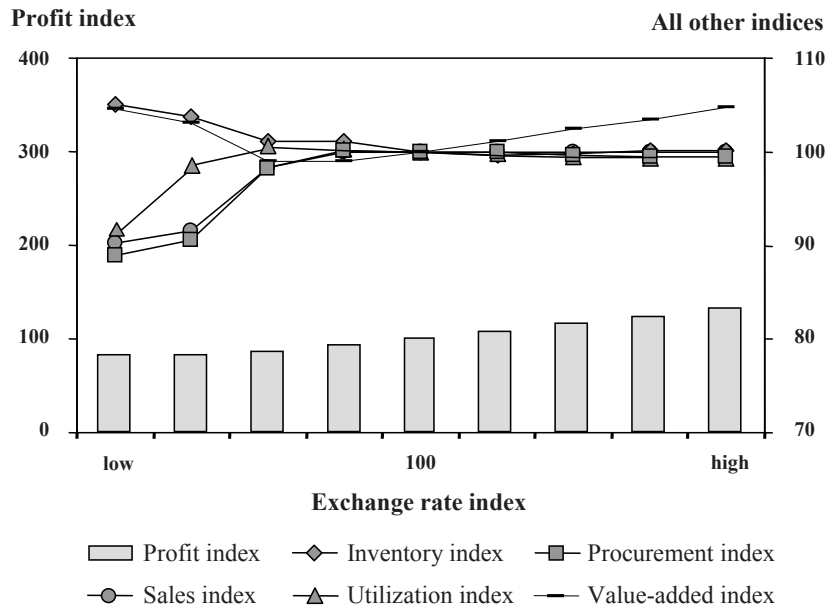 Profit index
All other indices
400
300
200
100
0
110
100
90
80
70
low
100
high
Exchange rate index
Profit index
Inventory index
Procurement index
Sales index
Utilization index
Value-added index